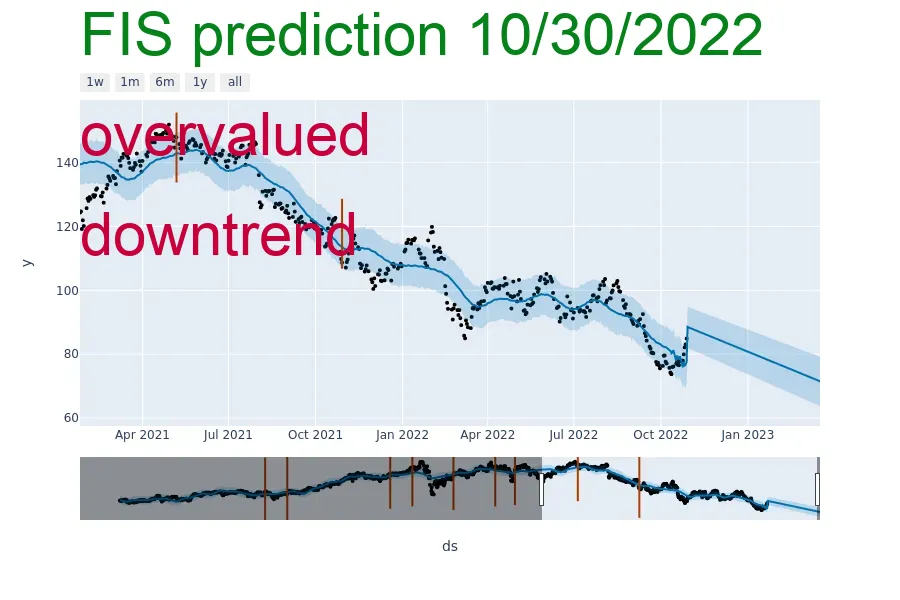 FIS prediction 10/30/2022
1w 1m 6m 1y all
overvalued
140
120
downtrend
y
100
80
60
Apr 2021 Jul 2021 Oct 2021 Jan 2022 Apr 2022 Jul 2022 Oct 2022 Jan 2023
ds